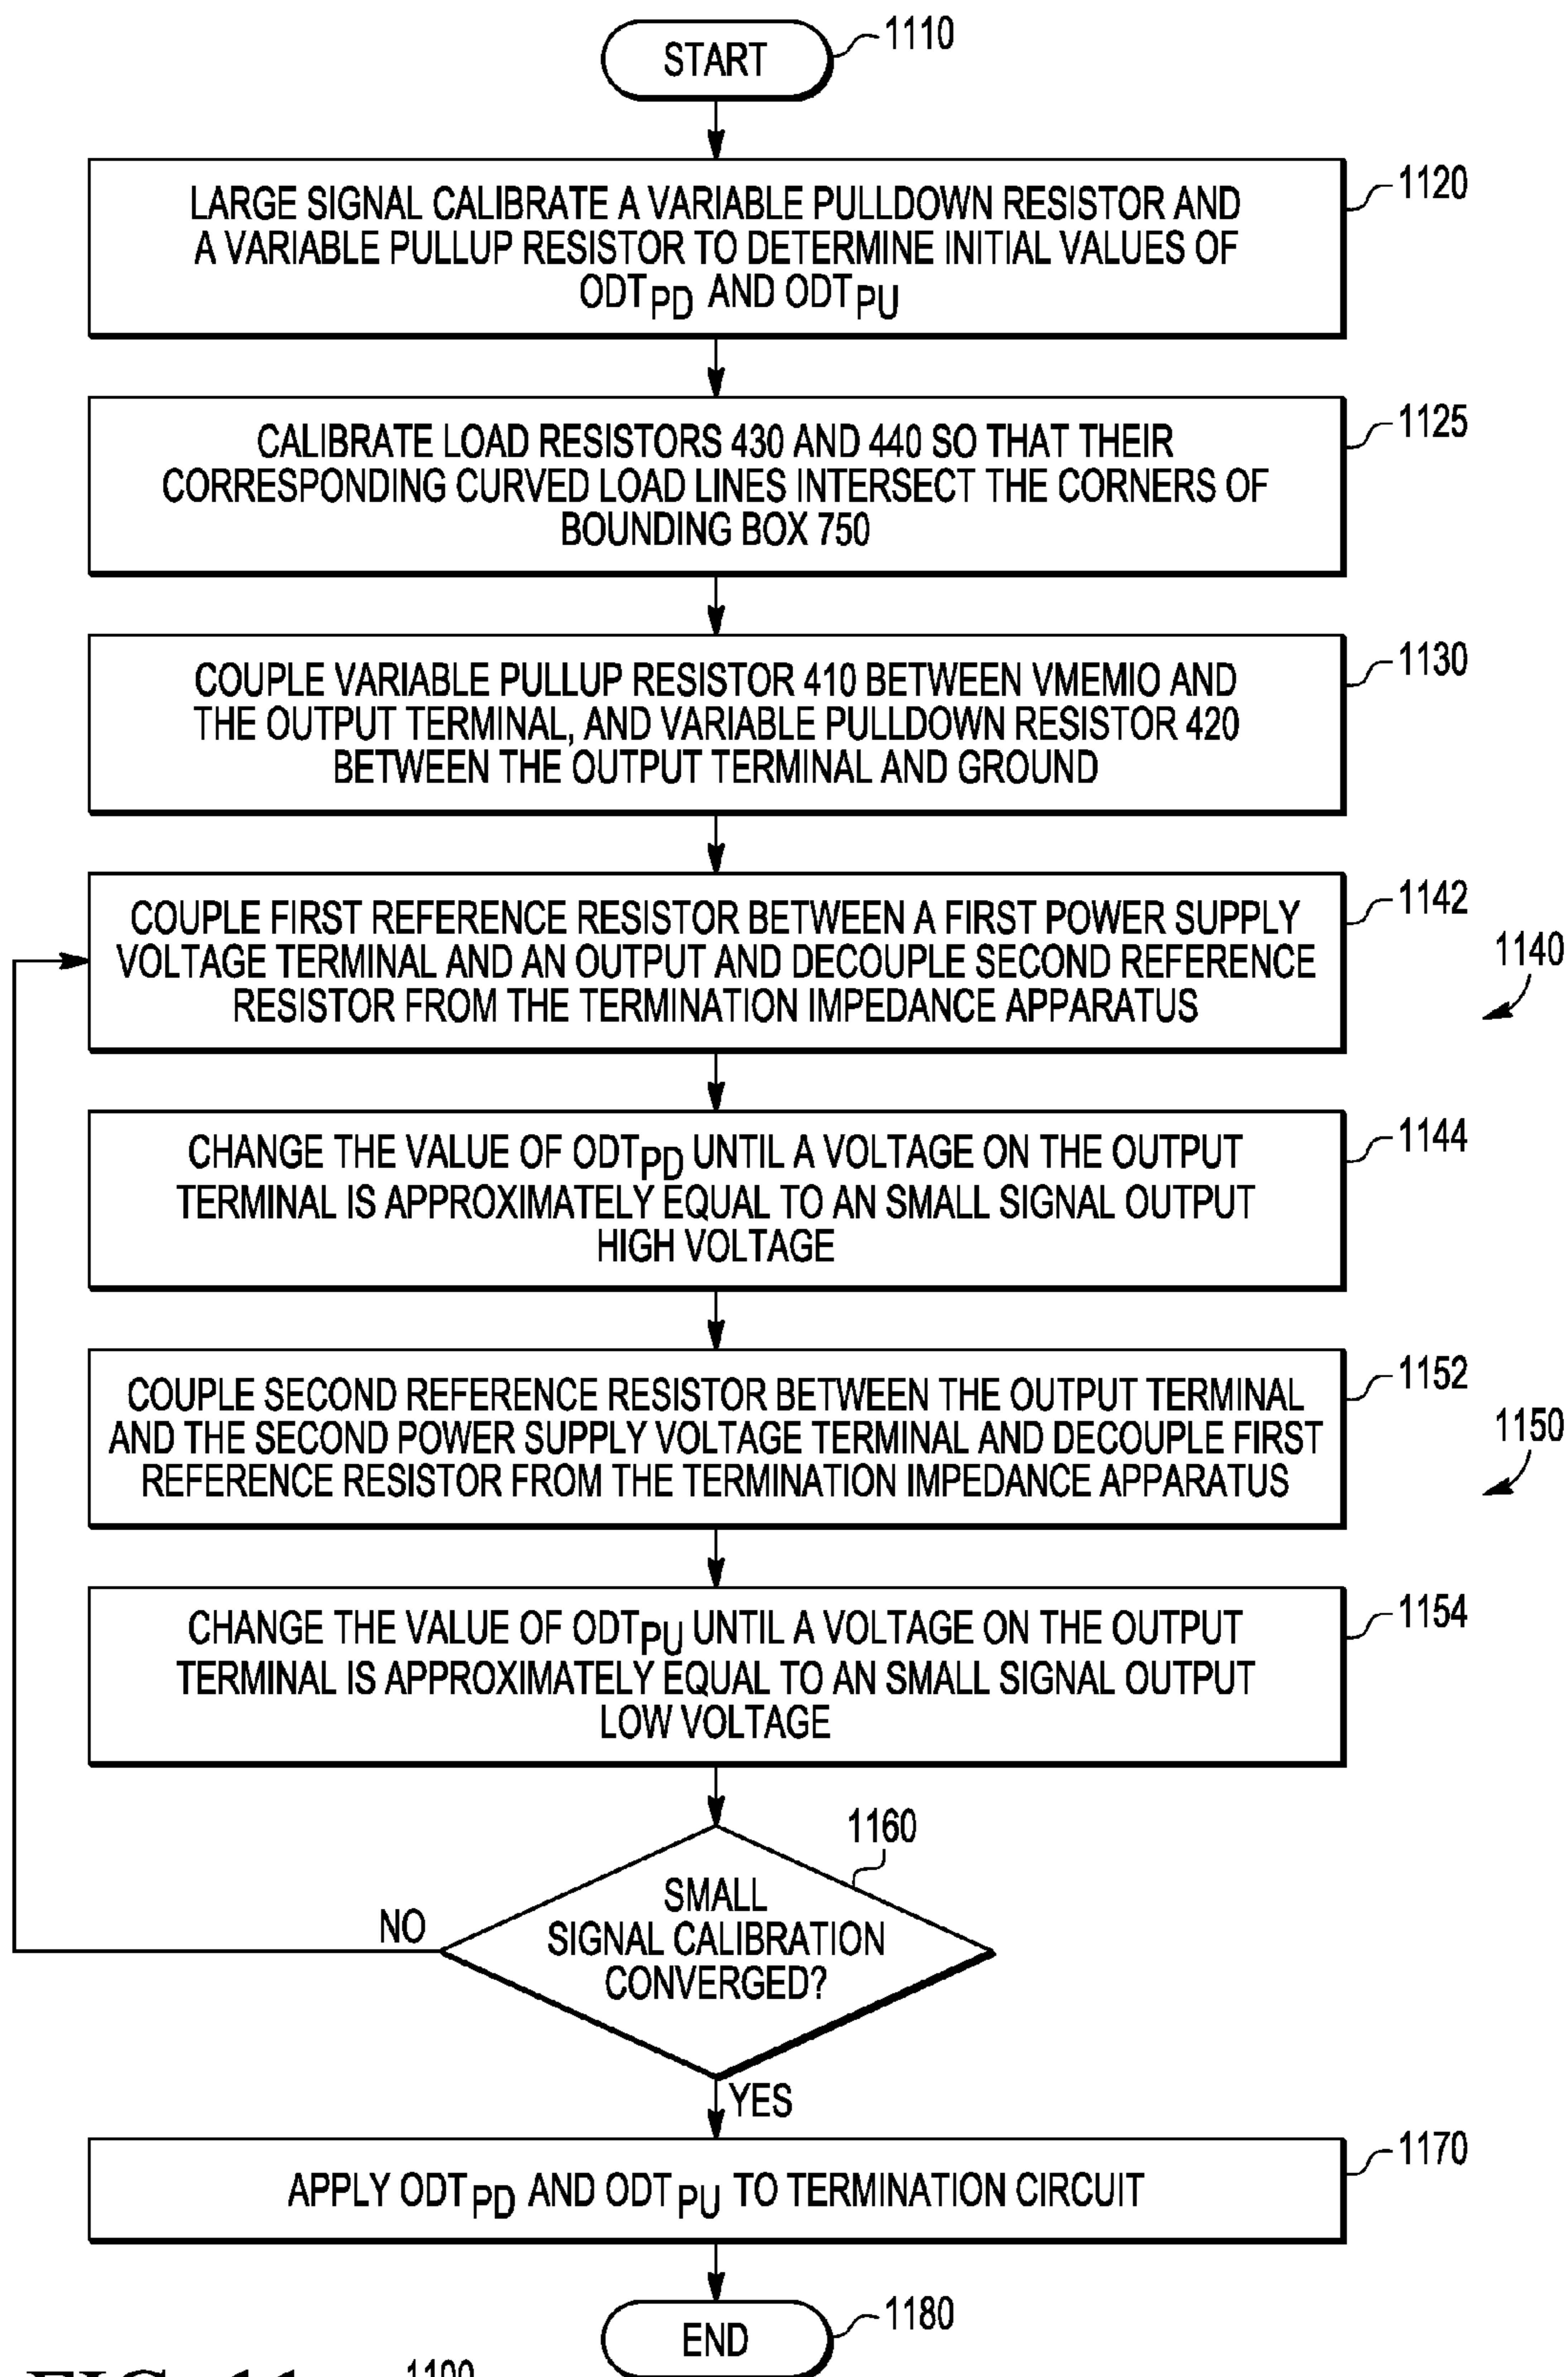 START
1110
LARGE SIGNAL CALIBRATE A VARIABLE PULLDOWN RESISTOR AND
A VARIABLE PULLUP RESISTOR TO DETERMINE INITIAL VALUES OF
ODTPD AND ODTPU
1120
CALIBRATE LOAD RESISTORS 430 AND 440 SO THAT THEIR
CORRESPONDING CURVED LOAD LINES INTERSECT THE CORNERS OF
BOUNDING BOX 750
1125
COUPLE VARIABLE PULLUP RESISTOR 410 BETWEEN VMEMIO AND
THE OUTPUT TERMINAL, AND VARIABLE PULLDOWN RESISTOR 420
BETWEEN THE OUTPUT TERMINAL AND GROUND
1130
COUPLE FIRST REFERENCE RESISTOR BETWEEN A FIRST POWER SUPPLY
VOLTAGE TERMINAL AND AN OUTPUT AND DECOUPLE SECOND REFERENCE
RESISTOR FROM THE TERMINATION IMPEDANCE APPARATUS
1142
1140
CHANGE THE VALUE OF ODTPD UNTIL A VOLTAGE ON THE OUTPUT
TERMINAL IS APPROXIMATELY EQUAL TO AN SMALL SIGNAL OUTPUT
HIGH VOLTAGE
1144
COUPLE SECOND REFERENCE RESISTOR BETWEEN THE OUTPUT TERMINAL
AND THE SECOND POWER SUPPLY VOLTAGE TERMINAL AND DECOUPLE FIRST
REFERENCE RESISTOR FROM THE TERMINATION IMPEDANCE APPARATUS
1152
1150
CHANGE THE VALUE OF ODTPU UNTIL A VOLTAGE ON THE OUTPUT
TERMINAL IS APPROXIMATELY EQUAL TO AN SMALL SIGNAL OUTPUT
LOW VOLTAGE
1154
1160
SMALL
SIGNAL CALIBRATION
CONVERGED?
NO
YES
APPLY ODTPD AND ODTPU TO TERMINATION CIRCUIT
1170
END
1180